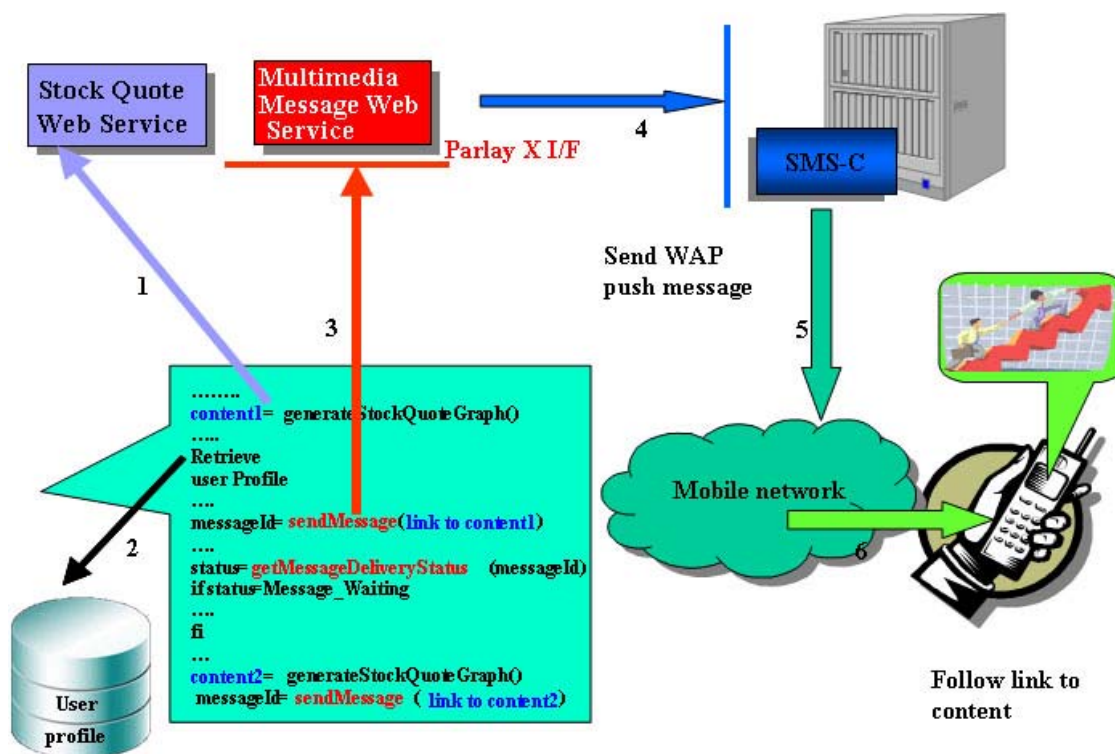 Stock Quote
Web Service
Multimedia
Message Web
Service
Parlay X I/F
4
SMS-C
1
3
Send WAP
push message
5
........
content1= generateStockQuoteGraph()
.....
Retrieve
user Profile
....
messageId= sendMessage(link to content1)
....
status= getMessageDeliveryStatus (messageId)
if status=Message_Waiting
....
fi
...
content2= generateStockQuoteGraph()
messageId= sendMessage ( link to content2)
2
User
profile
Mobile network
6
Follow link to
content